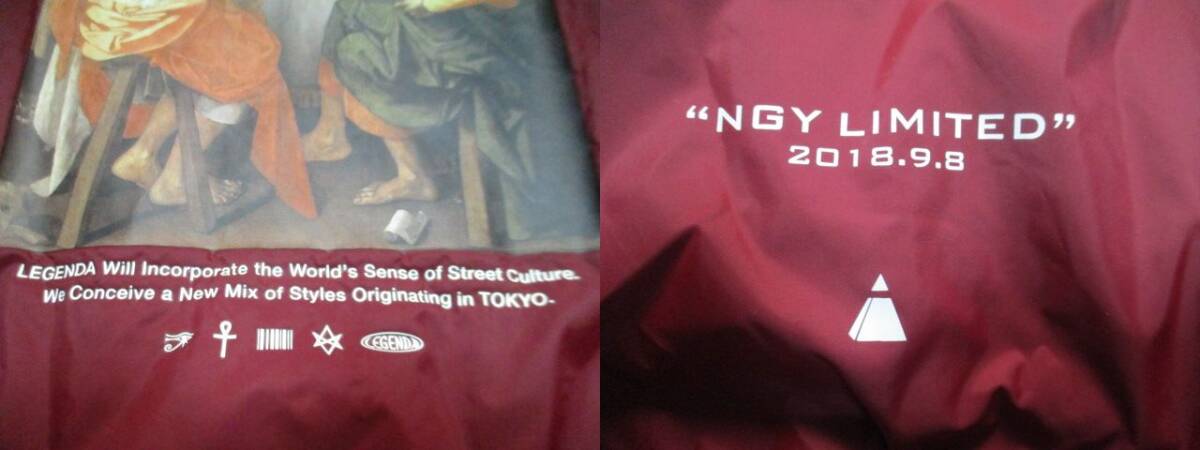 LEGENDA Will Incorporate the World's Sense of Street Culture.
We Conceive a New Mix of Styles Originating in TOKYO-
LEGENDA
“NGY LIMITED”
2018.9.8